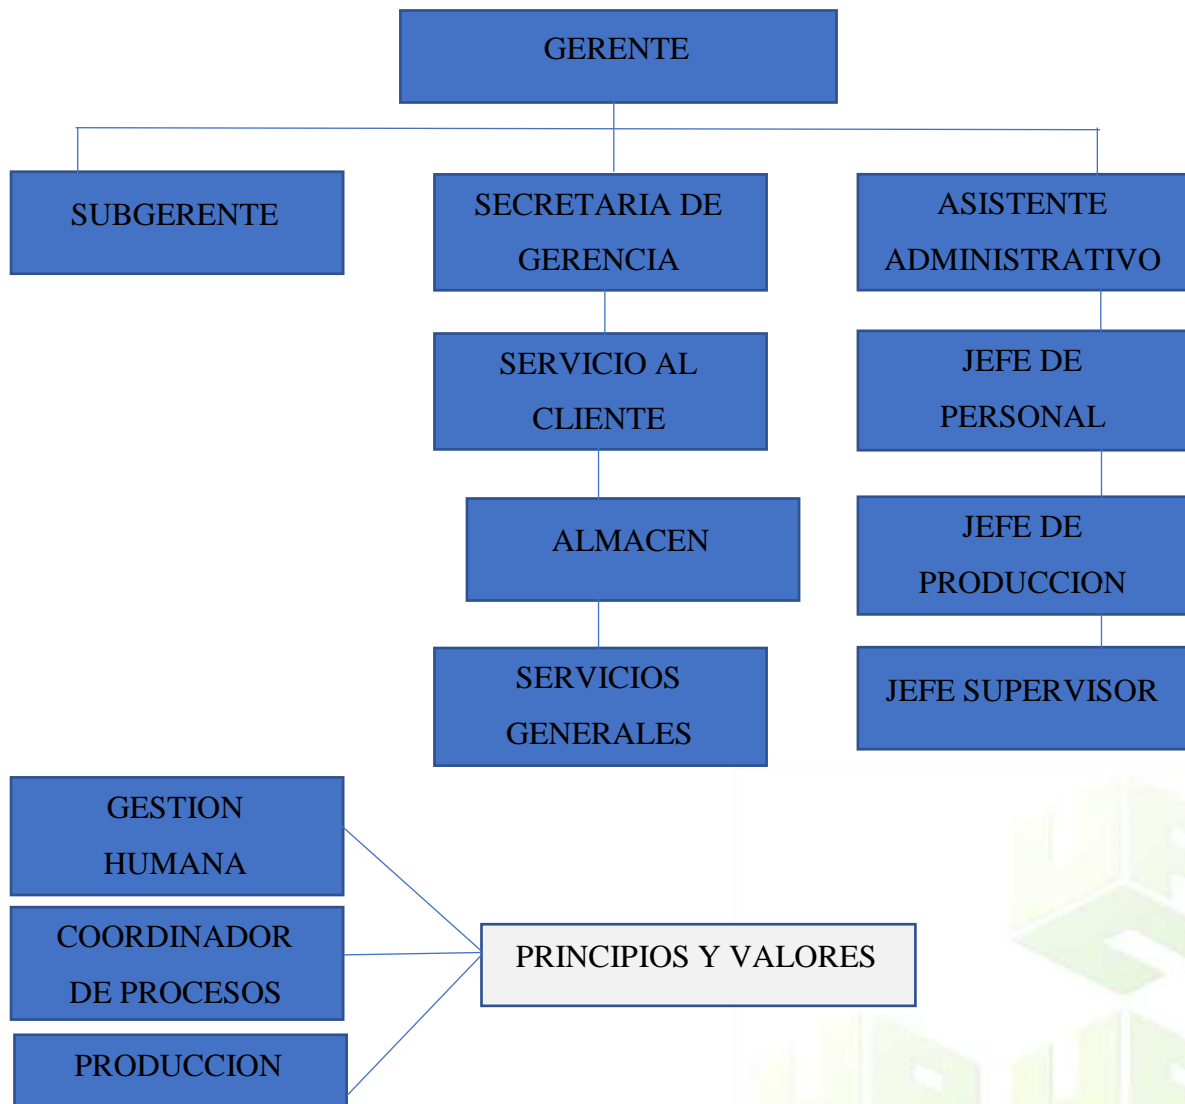 GERENTE
SUBGERENTE
SECRETARIA DE
GERENCIA
ASISTENTE
ADMINISTRATIVO
SERVICIO AL
CLIENTE
JEFE DE
PERSONAL
ALMACEN
JEFE DE
PRODUCCION
SERVICIOS
GENERALES
JEFE SUPERVISOR
GESTION
HUMANA
COORDINADOR
DE PROCESOS
PRODUCCION
PRINCIPIOS Y VALORES